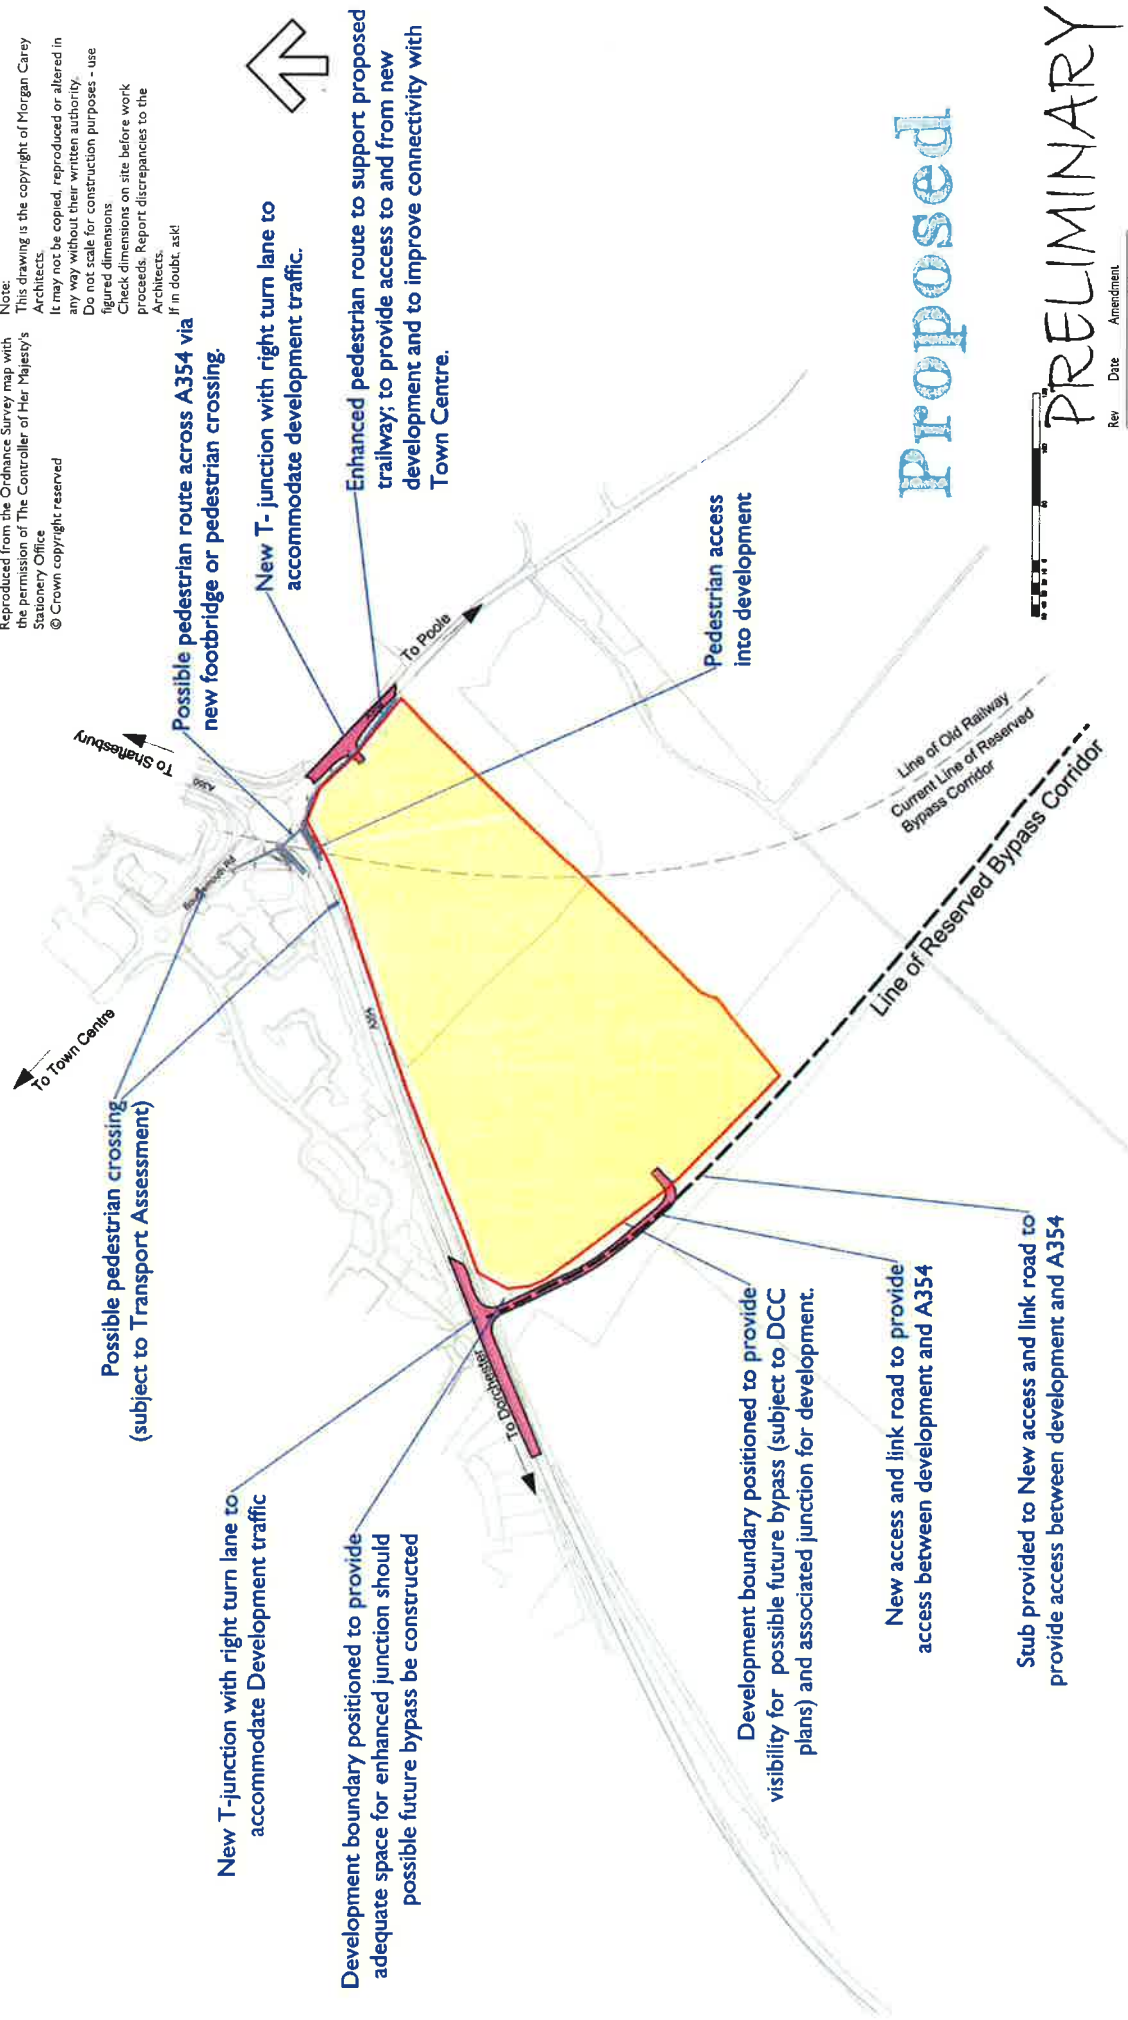 Reproduced from the Ordnance Survey map with
the permission of The Controller of Her Majesty's
Stationery Office
© Crown copyright reserved
Note:
This drawing is the copyright of Morgan Carey
Architects.
It may not be copied, reproduced or altered in
any way without their written authority.
Do not scale for construction purposes - use
figured dimensions
Check dimensions on site before work
proceeds. Report discrepancies to the
Architects.
If in doubt, ask!
To Town Centre
To Shaftesbury
A350
Possible pedestrian crossing
(subject to Transport Assessment)
Possible pedestrian route across A354 via
new footbridge or pedestrian crossing.
New T- junction with right turn lane to
accommodate development traffic.
Enhanced pedestrian route to support proposed
trailway; to provide access to and from new
development and to improve connectivity with
Town Centre.
New T-junction with right turn lane to
accommodate Development traffic
Development boundary positioned to provide
adequate space for enhanced junction should
possible future bypass be constructed
To Dorchester
To Poole
Pedestrian access
into development
Development boundary positioned to provide
visibility for possible future bypass (subject to DCC
plans) and associated junction for development.
New access and link road to provide
access between development and A354
Stub provided to New access and link road to
provide access between development and A354
Line of Old Railway
Current Line of Reserved
Bypass Corridor
Line of Reserved Bypass Corridor
Proposed
PRELIMINARY
Rev Date Amendment